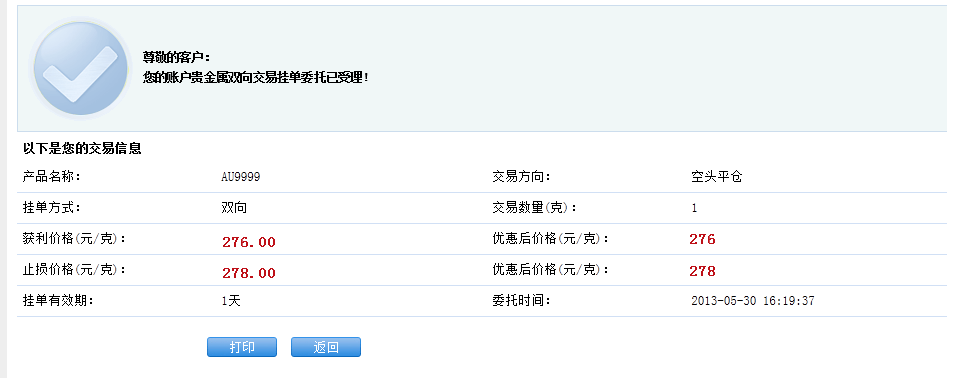 尊敬的客户：
您的账户贵金属双向交易挂单委托已受理！
以下是您的交易信息
产品名称： AU9999 交易方向： 空头平仓
挂单方式： 双向 交易数量(克)： 1
获利价格(元/克)： 276.00 优惠后价格(元/克)： 276
止损价格(元/克)： 278.00 优惠后价格(元/克)： 278
挂单有效期： 1天 委托时间： 2013-05-30 16:19:37
打印 返回